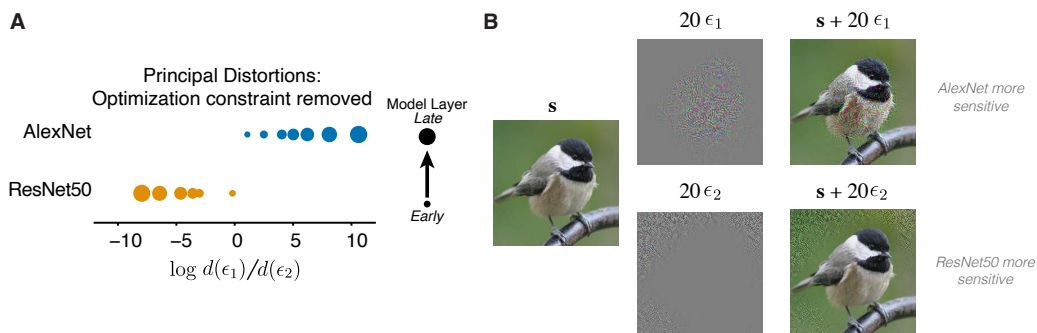 A
Principal Distortions:
Optimization constraint removed
AlexNet
ResNet50
−10 −5 0 5 10
log d(ϵ₁)/d(ϵ₂)
Model Layer
Late
Early
B
s
20 ϵ₁
s + 20 ϵ₁
AlexNet more
sensitive
20 ϵ₂
s + 20ϵ₂
ResNet50 more
sensitive